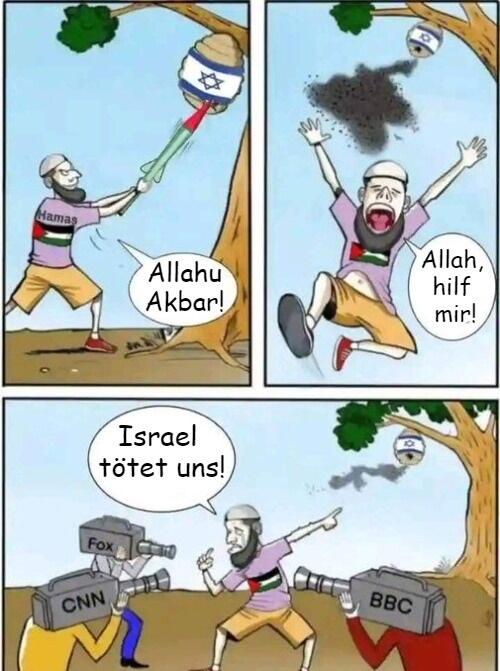 Hamas
Allahu
Akbar!
Allah,
hilf
mir!
Israel
tötet uns!
Fox
CNN
BBC